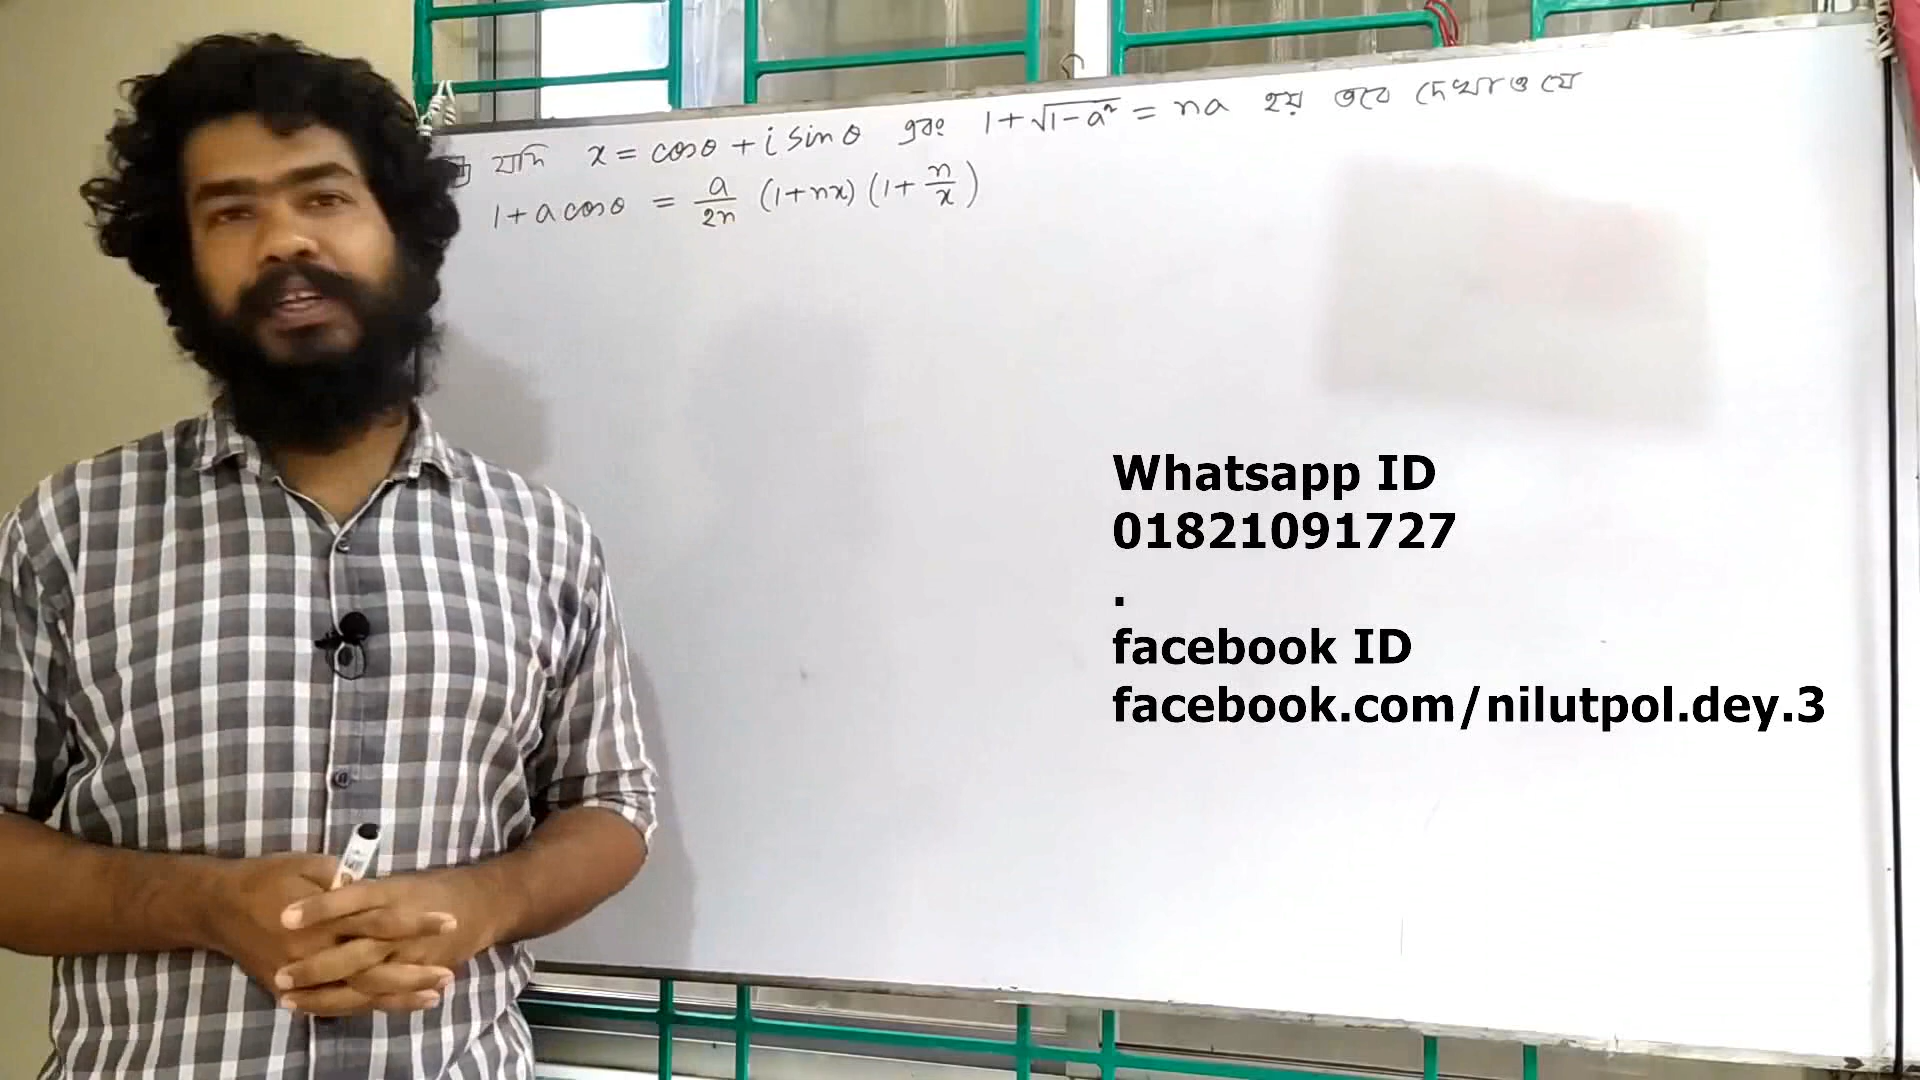 যদি x = cosθ + i sinθ এবং 1+√1-a² = na হয় তবে দেখাও যে
1+a cosθ = a/2n (1+nx) (1+ n/x)
Whatsapp ID
01821091727
.
facebook ID
facebook.com/nilutpol.dey.3